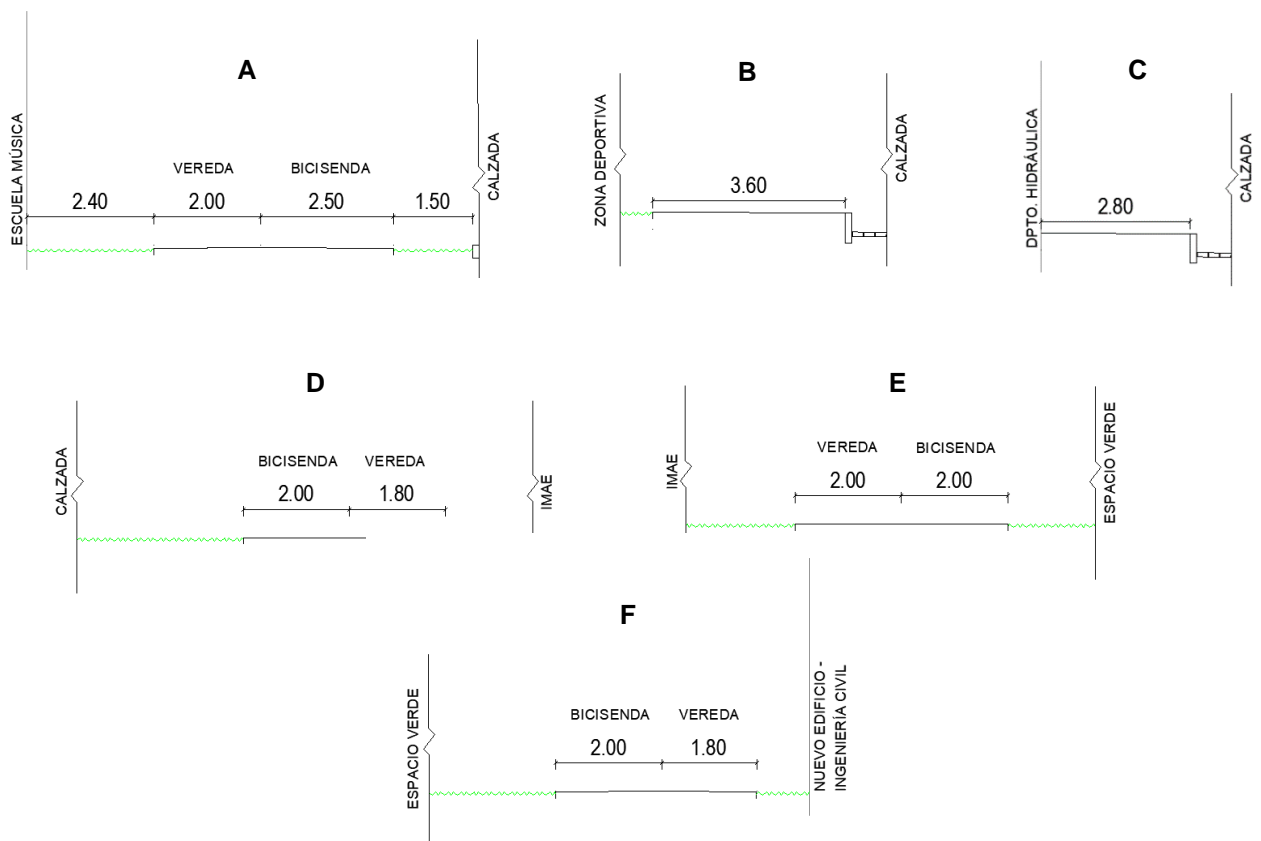 A
ESCUELA MÚSICA
VEREDA
BICISENDA
2.40
2.00
2.50
1.50
CALZADA
B
ZONA DEPORTIVA
3.60
CALZADA
C
DPTO. HIDRÁULICA
2.80
CALZADA
D
CALZADA
BICISENDA
VEREDA
2.00
1.80
IMAE
E
IMAE
VEREDA
BICISENDA
2.00
2.00
ESPACIO VERDE
F
ESPACIO VERDE
BICISENDA
VEREDA
2.00
1.80
NUEVO EDIFICIO -
INGENIERÍA CIVIL